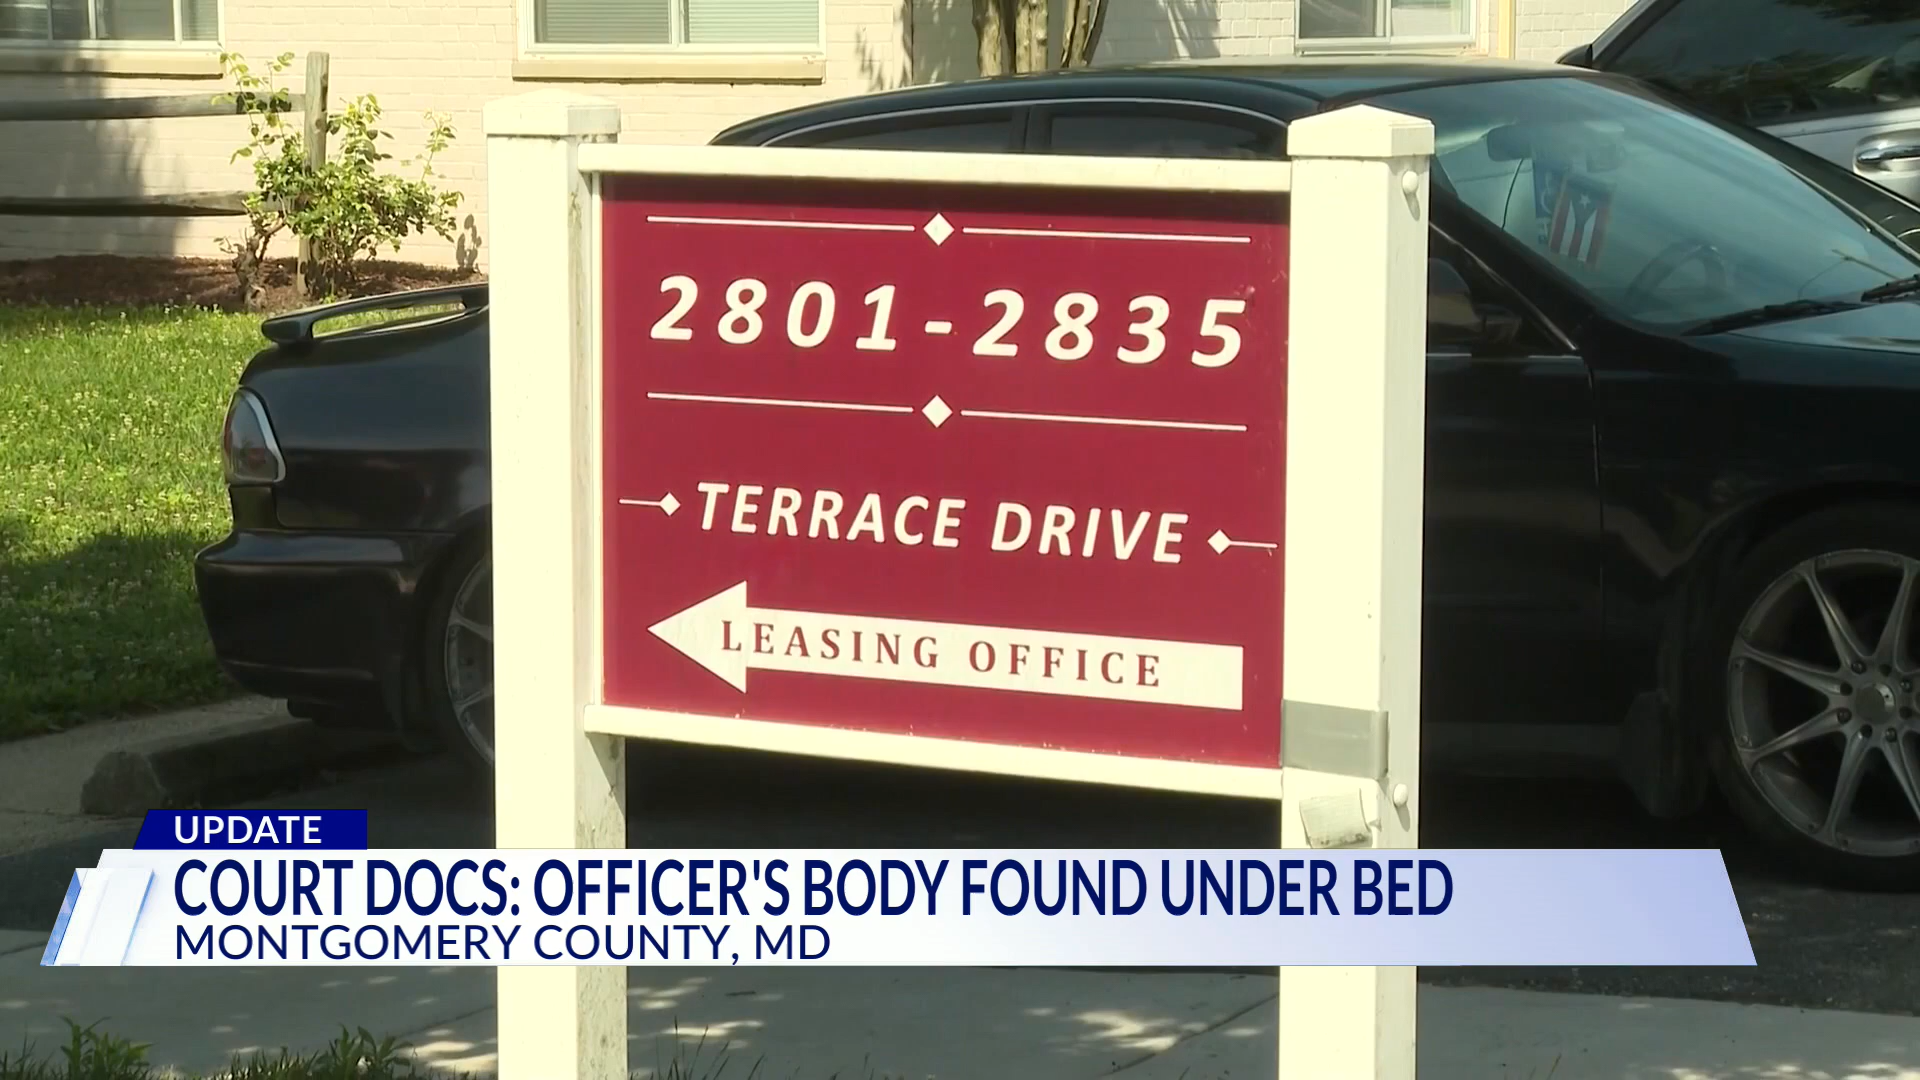 2801-2835
TERRACE DRIVE
LEASING OFFICE
UPDATE
COURT DOCS: OFFICER'S BODY FOUND UNDER BED
MONTGOMERY COUNTY, MD